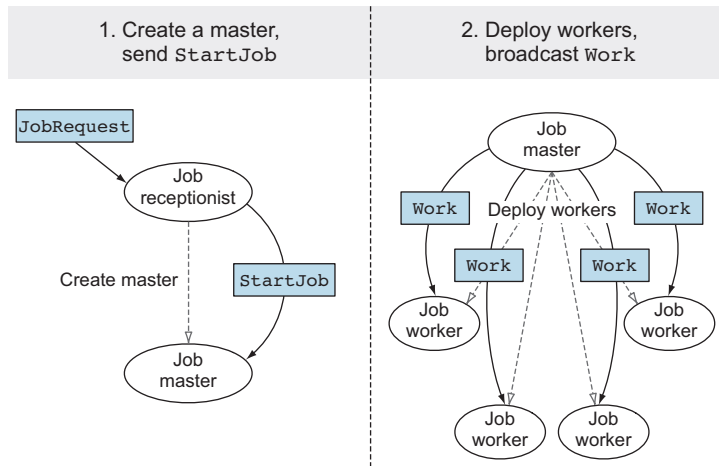 1. Create a master,
send StartJob
JobRequest
Job
receptionist
Create master
StartJob
Job
master
2. Deploy workers,
broadcast Work
Job
master
Work
Work
Deploy workers
Work
Work
Job
worker
Job
worker
Job
worker
Job
worker